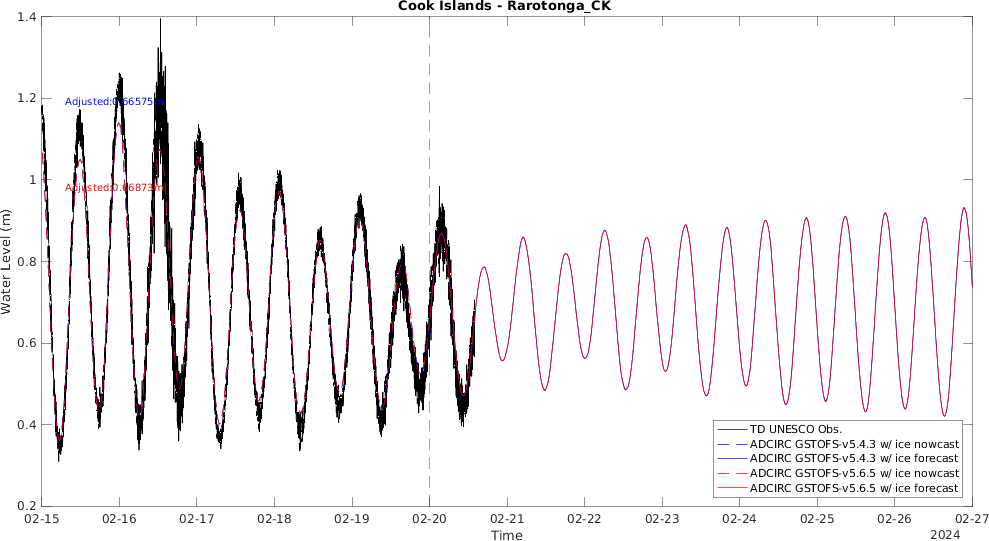 Cook Islands - Rarotonga_CK
Water Level (m)
1.4
1.2
1
0.8
0.6
0.4
0.2
Adjusted:0.66575m
Adjusted:0.66873m
TD UNESCO Obs.
ADCIRC GSTOFS-v5.4.3 w/ ice nowcast
ADCIRC GSTOFS-v5.4.3 w/ ice forecast
ADCIRC GSTOFS-v5.6.5 w/ ice nowcast
ADCIRC GSTOFS-v5.6.5 w/ ice forecast
02-15 02-16 02-17 02-18 02-19 02-20 02-21 02-22 02-23 02-24 02-25 02-26 02-27
Time
2024